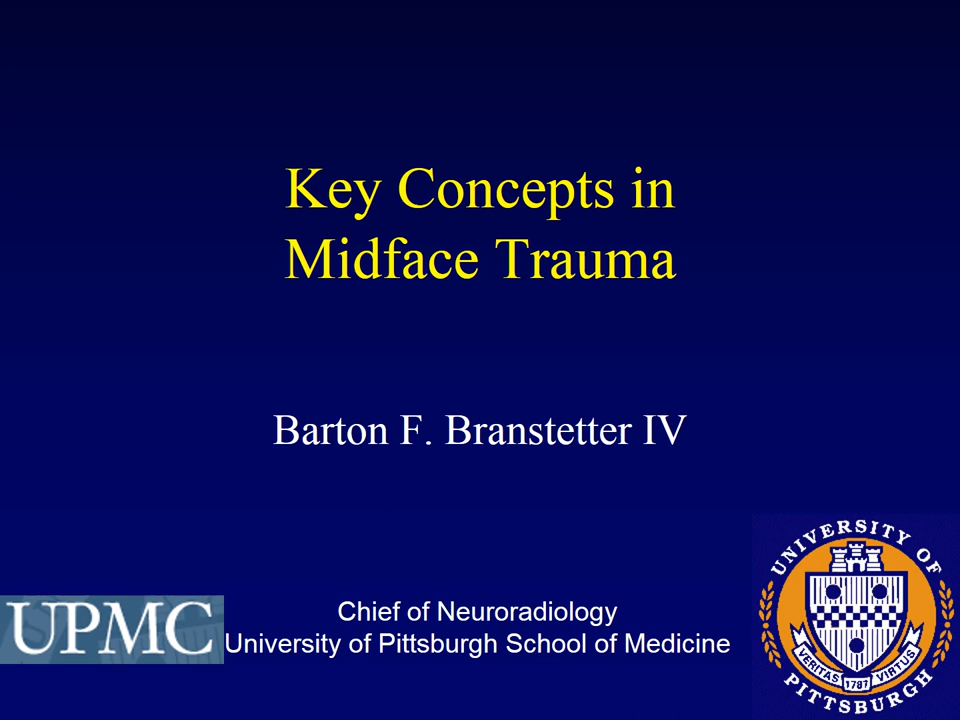 Key Concepts in
Midface Trauma
Barton F. Branstetter IV
Chief of Neuroradiology
University of Pittsburgh School of Medicine
UPMC
UNIVERSITY OF
PITTSBURGH
VERITAS 1787 VIRTUS